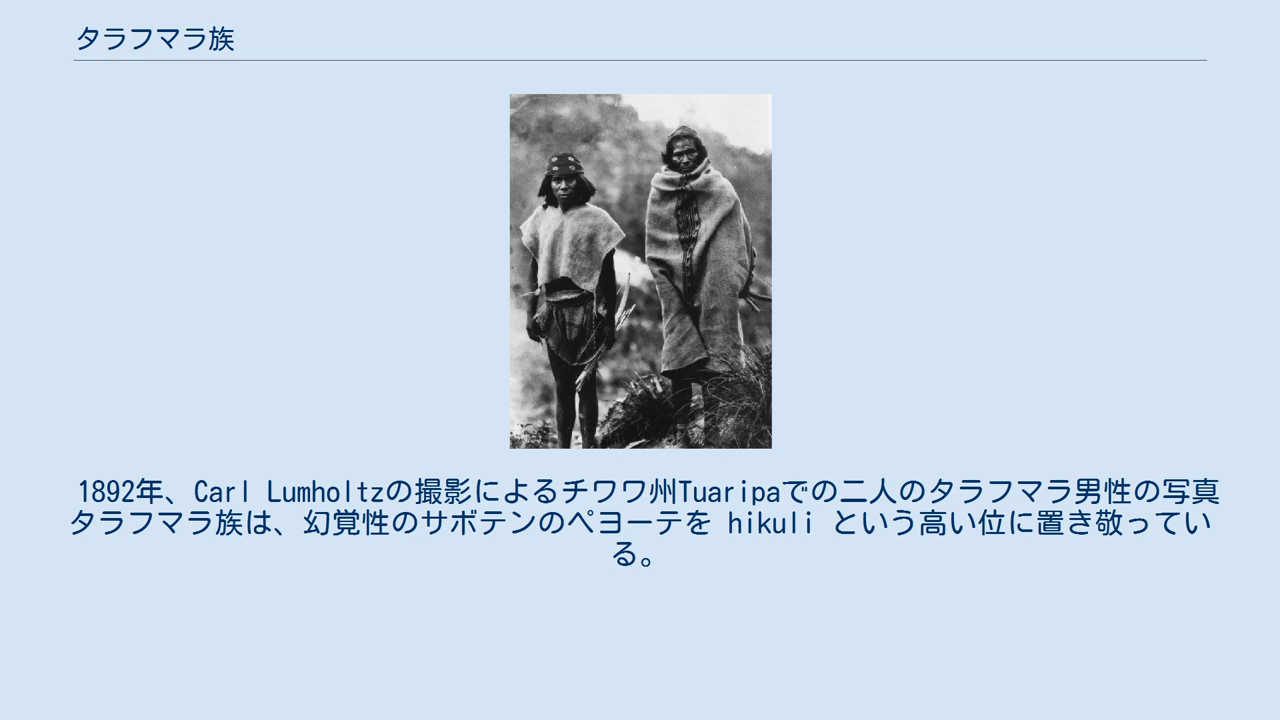 タラフマラ族
1892年、Carl Lumholtzの撮影によるチワワ州Tuaripaでの二人のタラフマラ男性の写真
タラフマラ族は、幻覚性のサボテンのペヨーテを hikuli という高い位に置き敬ってい
る。